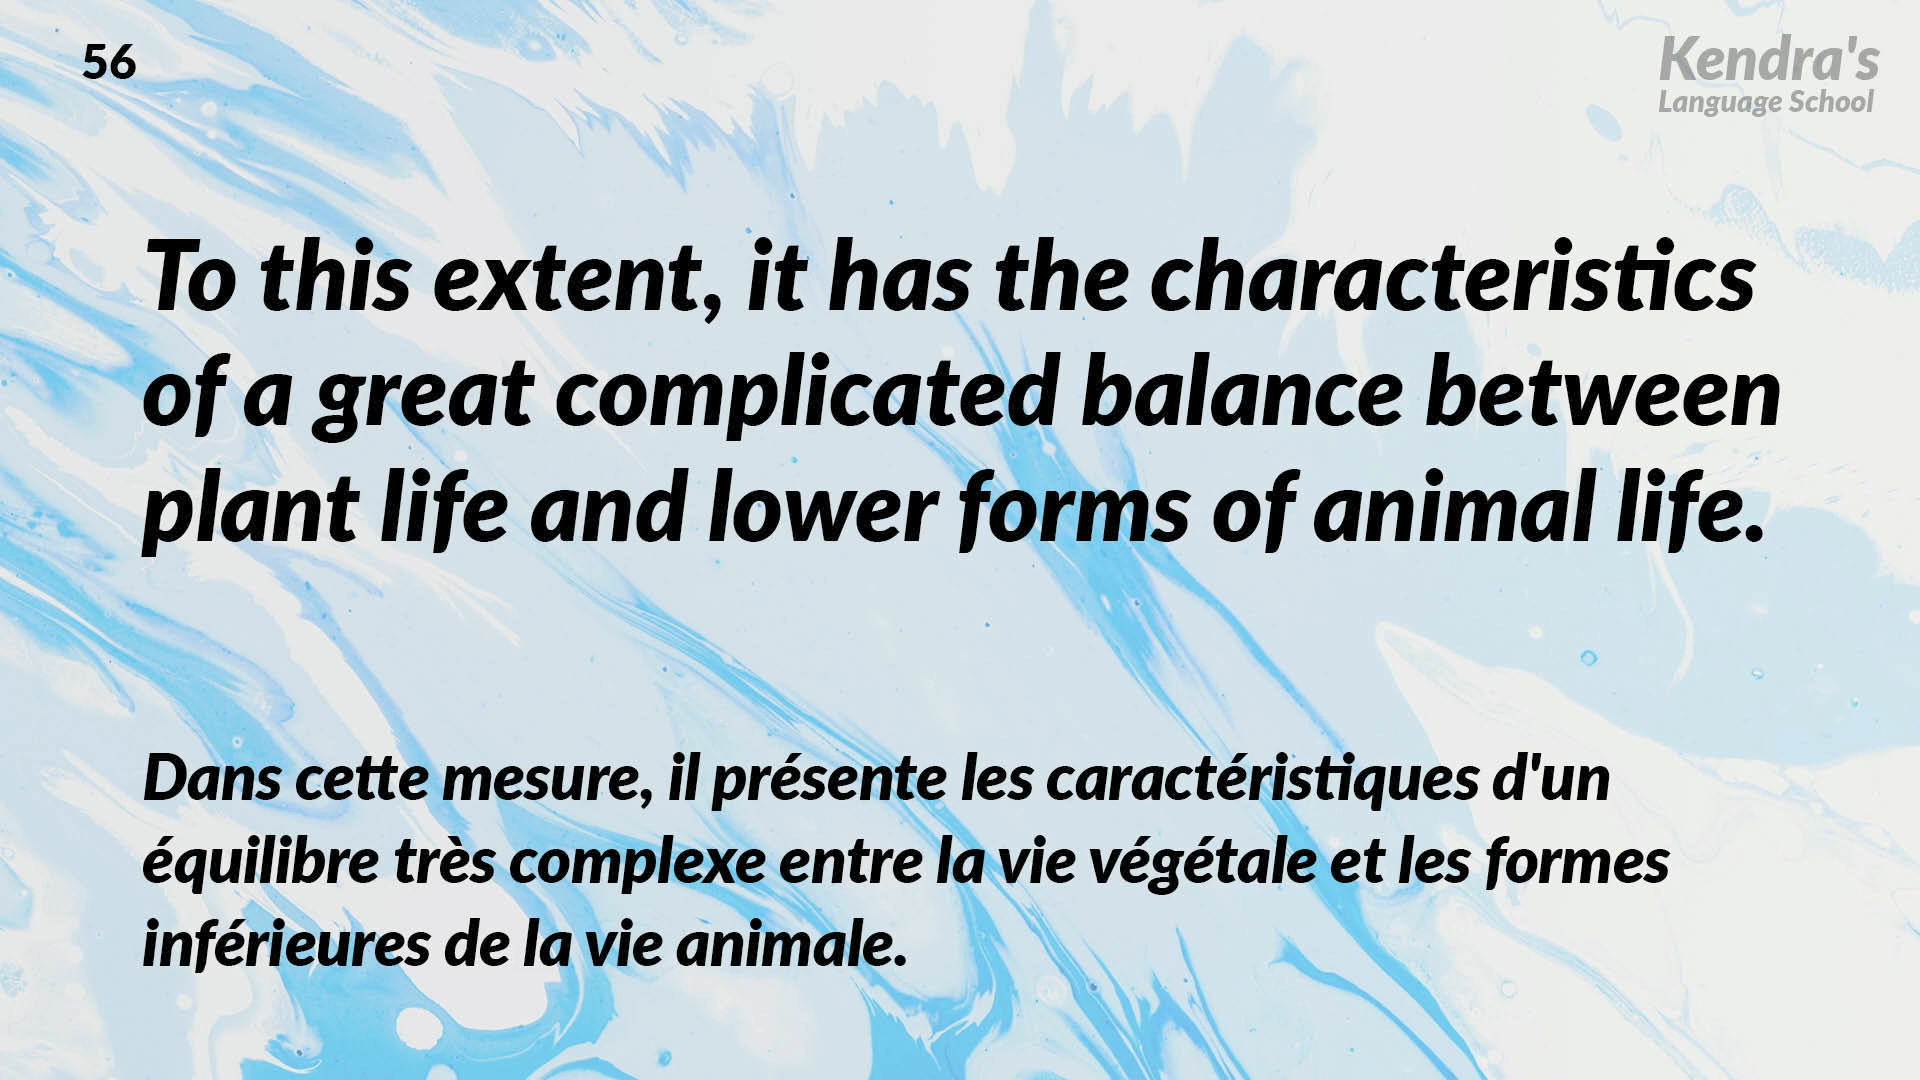 56
Kendra's
Language School
To this extent, it has the characteristics
of a great complicated balance between
plant life and lower forms of animal life.
Dans cette mesure, il présente les caractéristiques d'un
équilibre très complexe entre la vie végétale et les formes
inférieures de la vie animale.